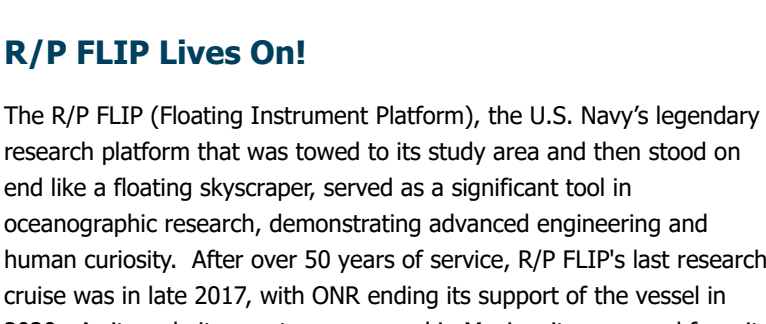 R/P FLIP Lives On!
The R/P FLIP (Floating Instrument Platform), the U.S. Navy’s legendary
research platform that was towed to its study area and then stood on
end like a floating skyscraper, served as a significant tool in
oceanographic research, demonstrating advanced engineering and
human curiosity.  After over 50 years of service, R/P FLIP's last research
cruise was in late 2017, with ONR ending its support of the vessel in